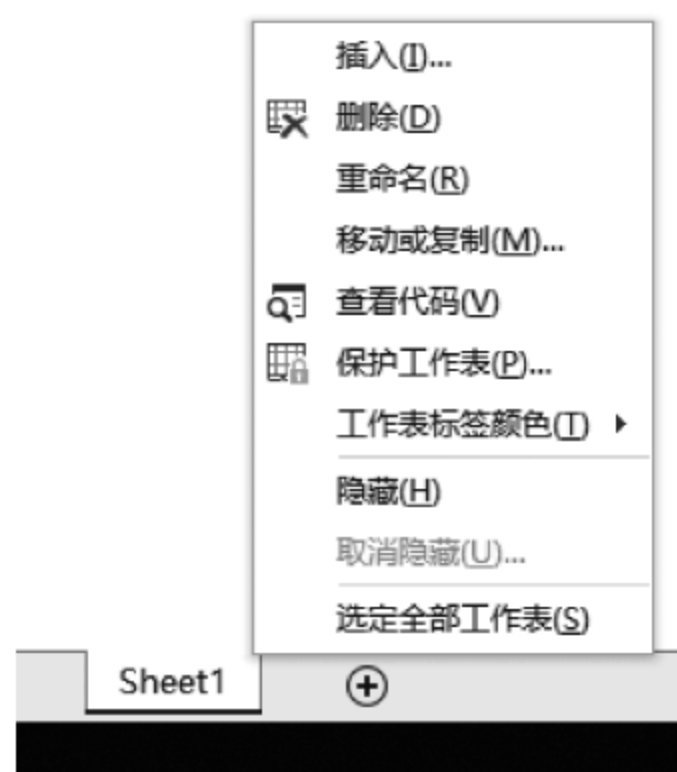 插入(I)...
删除(D)
重命名(R)
移动或复制(M)...
查看代码(V)
保护工作表(P)...
工作表标签颜色(T)
隐藏(H)
取消隐藏(U)...
选定全部工作表(S)
Sheet1